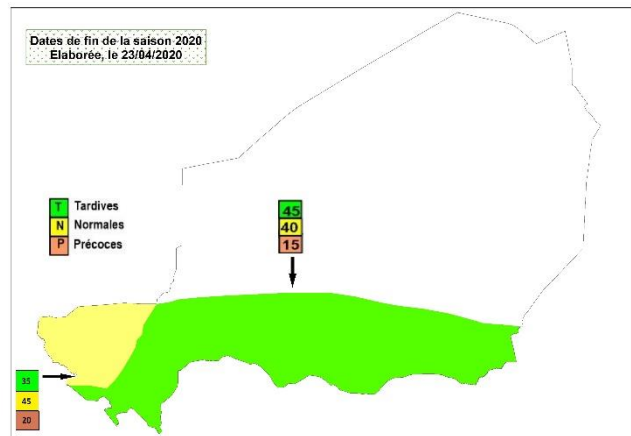 Dates de fin de la saison 2020
Élaborée, le 23/04/2020
T Tardives
N Normales
P Précoces
45
40
15
35
45
20